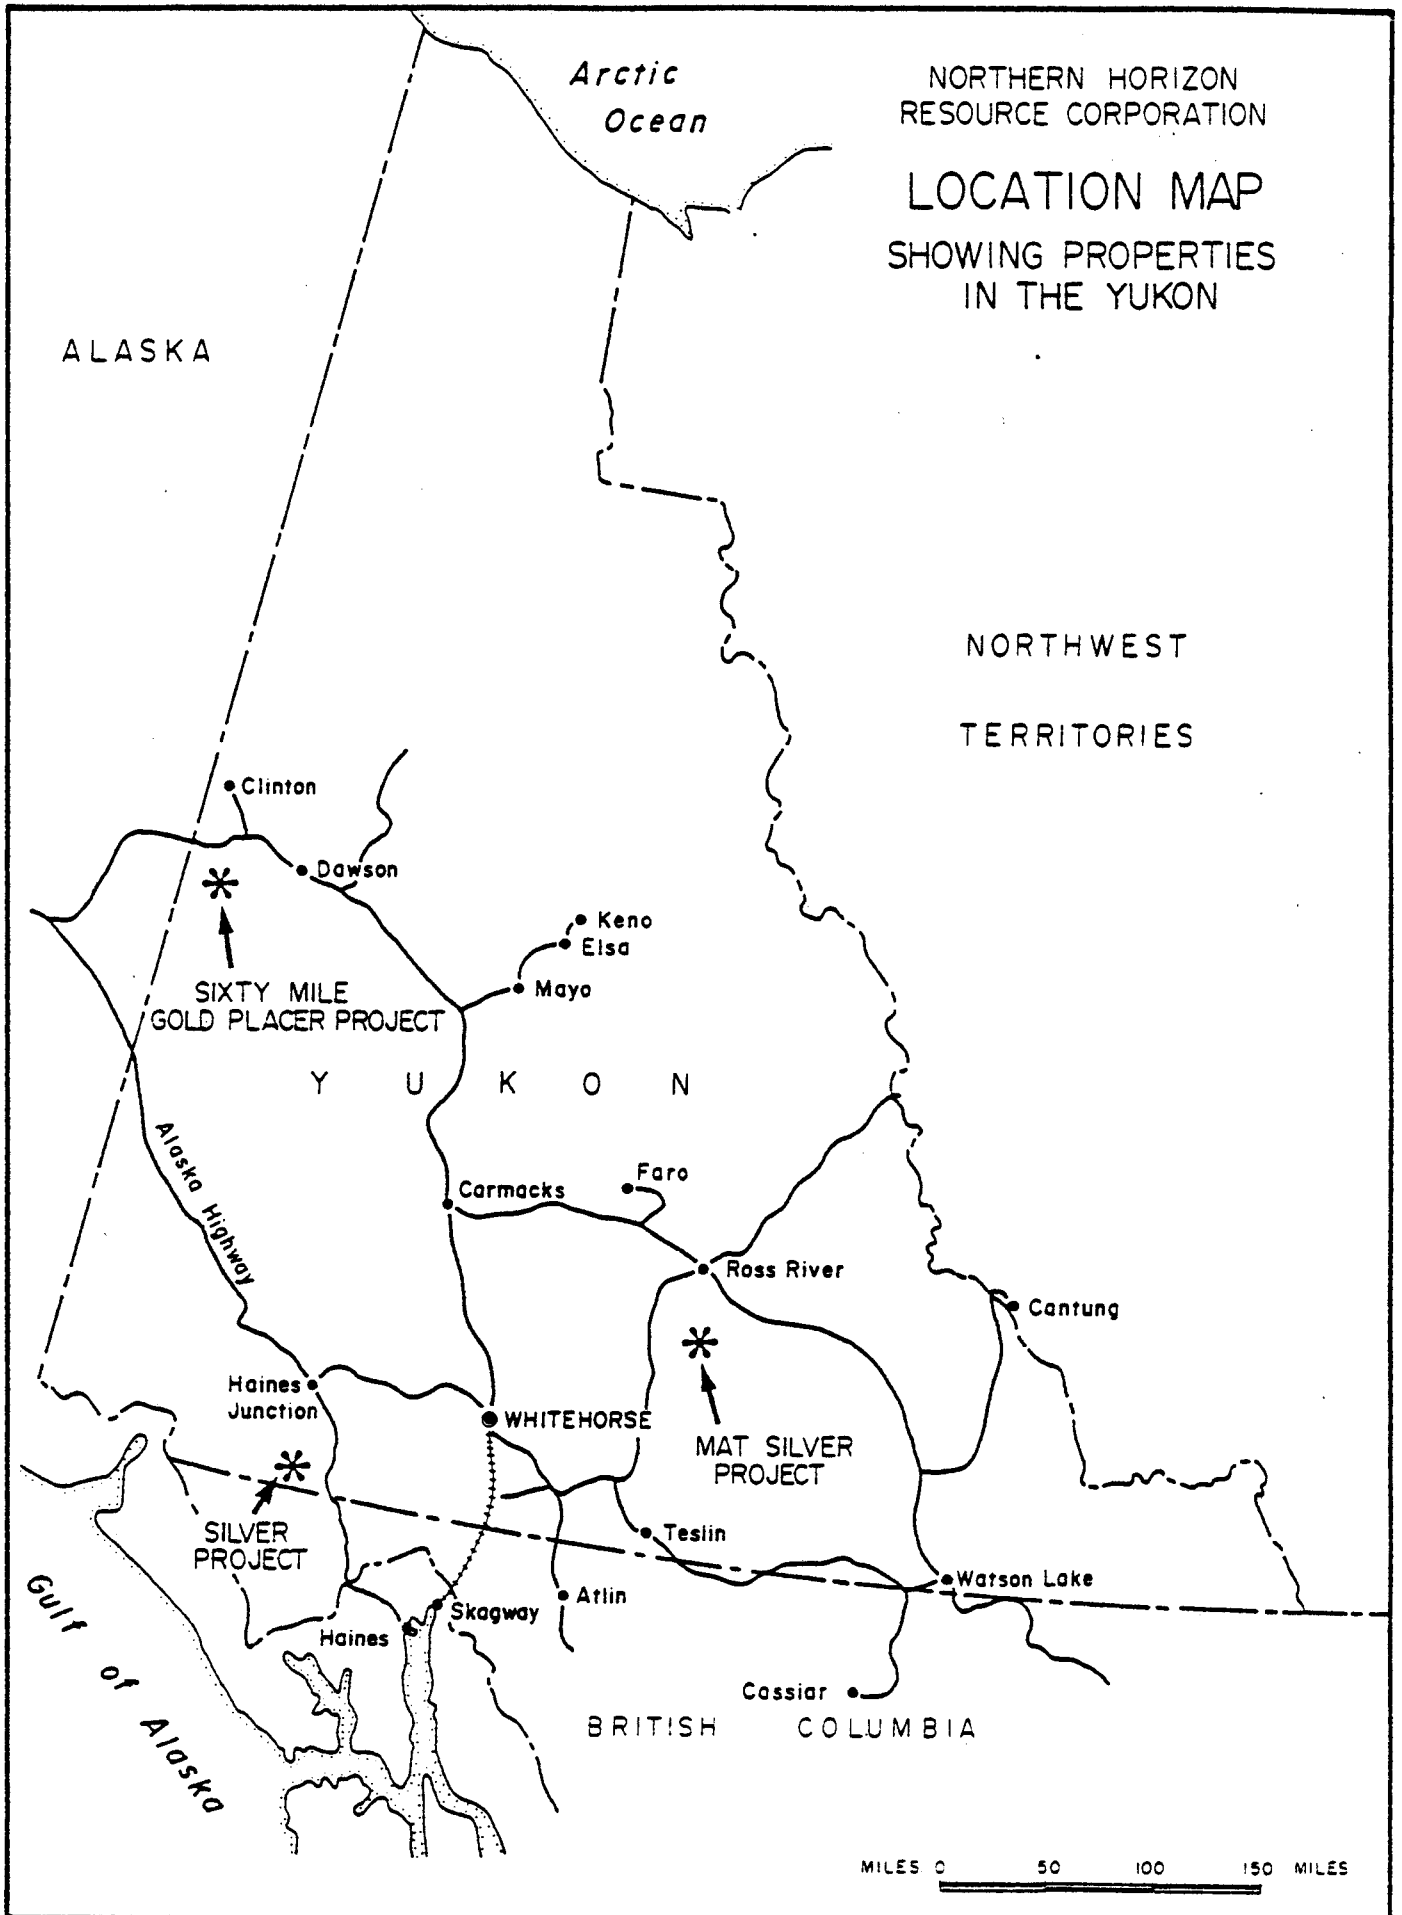 Arctic
Ocean
NORTHERN HORIZON
RESOURCE CORPORATION
LOCATION MAP
SHOWING PROPERTIES
IN THE YUKON
ALASKA
NORTHWEST
TERRITORIES
Clinton
Dawson
Keno
Elsa
Mayo
SIXTY MILE
GOLD PLACER PROJECT
YUKON
Alaska Highway
Carmacks
Faro
Ross River
Cantung
Haines
Junction
WHITEHORSE
MAT SILVER
PROJECT
SILVER
PROJECT
Teslin
Watson Lake
Atlin
Skagway
Haines
Cassiar
BRITISH COLUMBIA
Gulf of Alaska
MILES 0 50 100 150 MILES